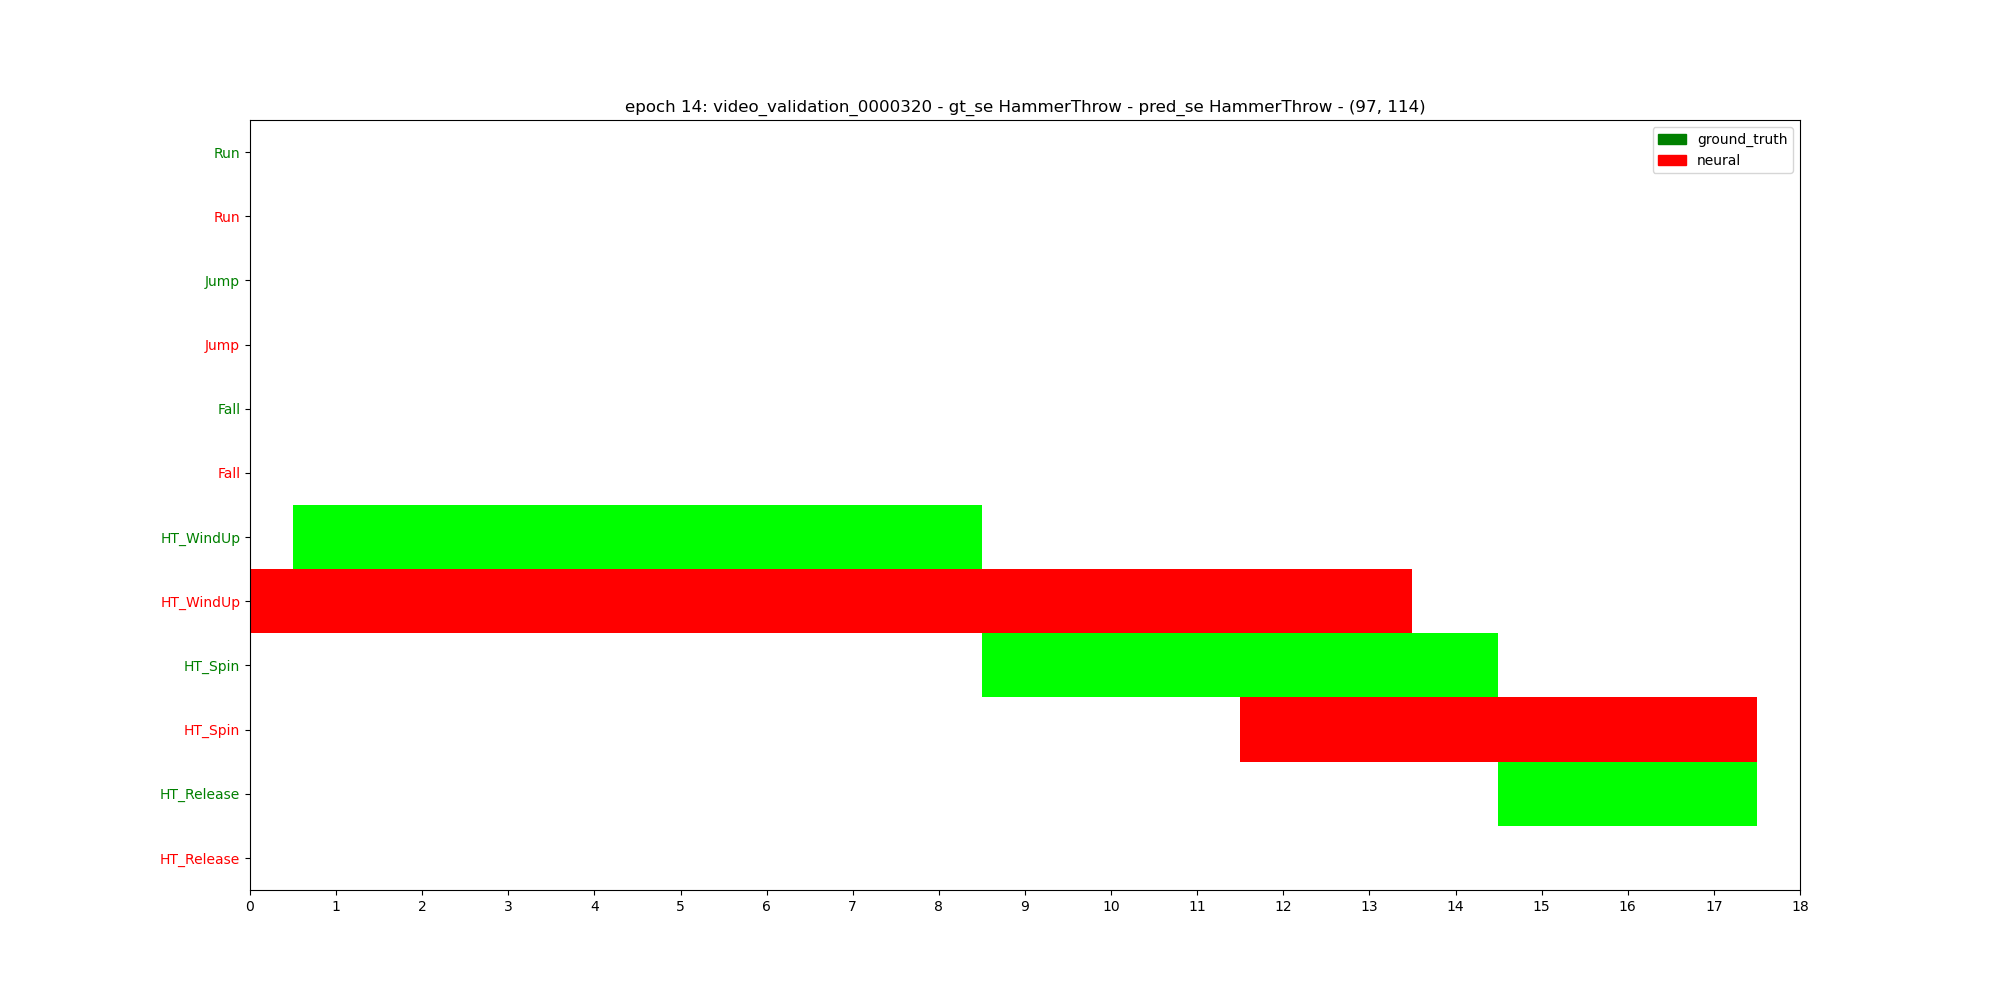 epoch 14: video_validation_0000320 - gt_se HammerThrow - pred_se HammerThrow - (97, 114)
ground_truth
neural
Run
Run
Jump
Jump
Fall
Fall
HT_WindUp
HT_WindUp
HT_Spin
HT_Spin
HT_Release
HT_Release
0 1 2 3 4 5 6 7 8 9 10 11 12 13 14 15 16 17 18